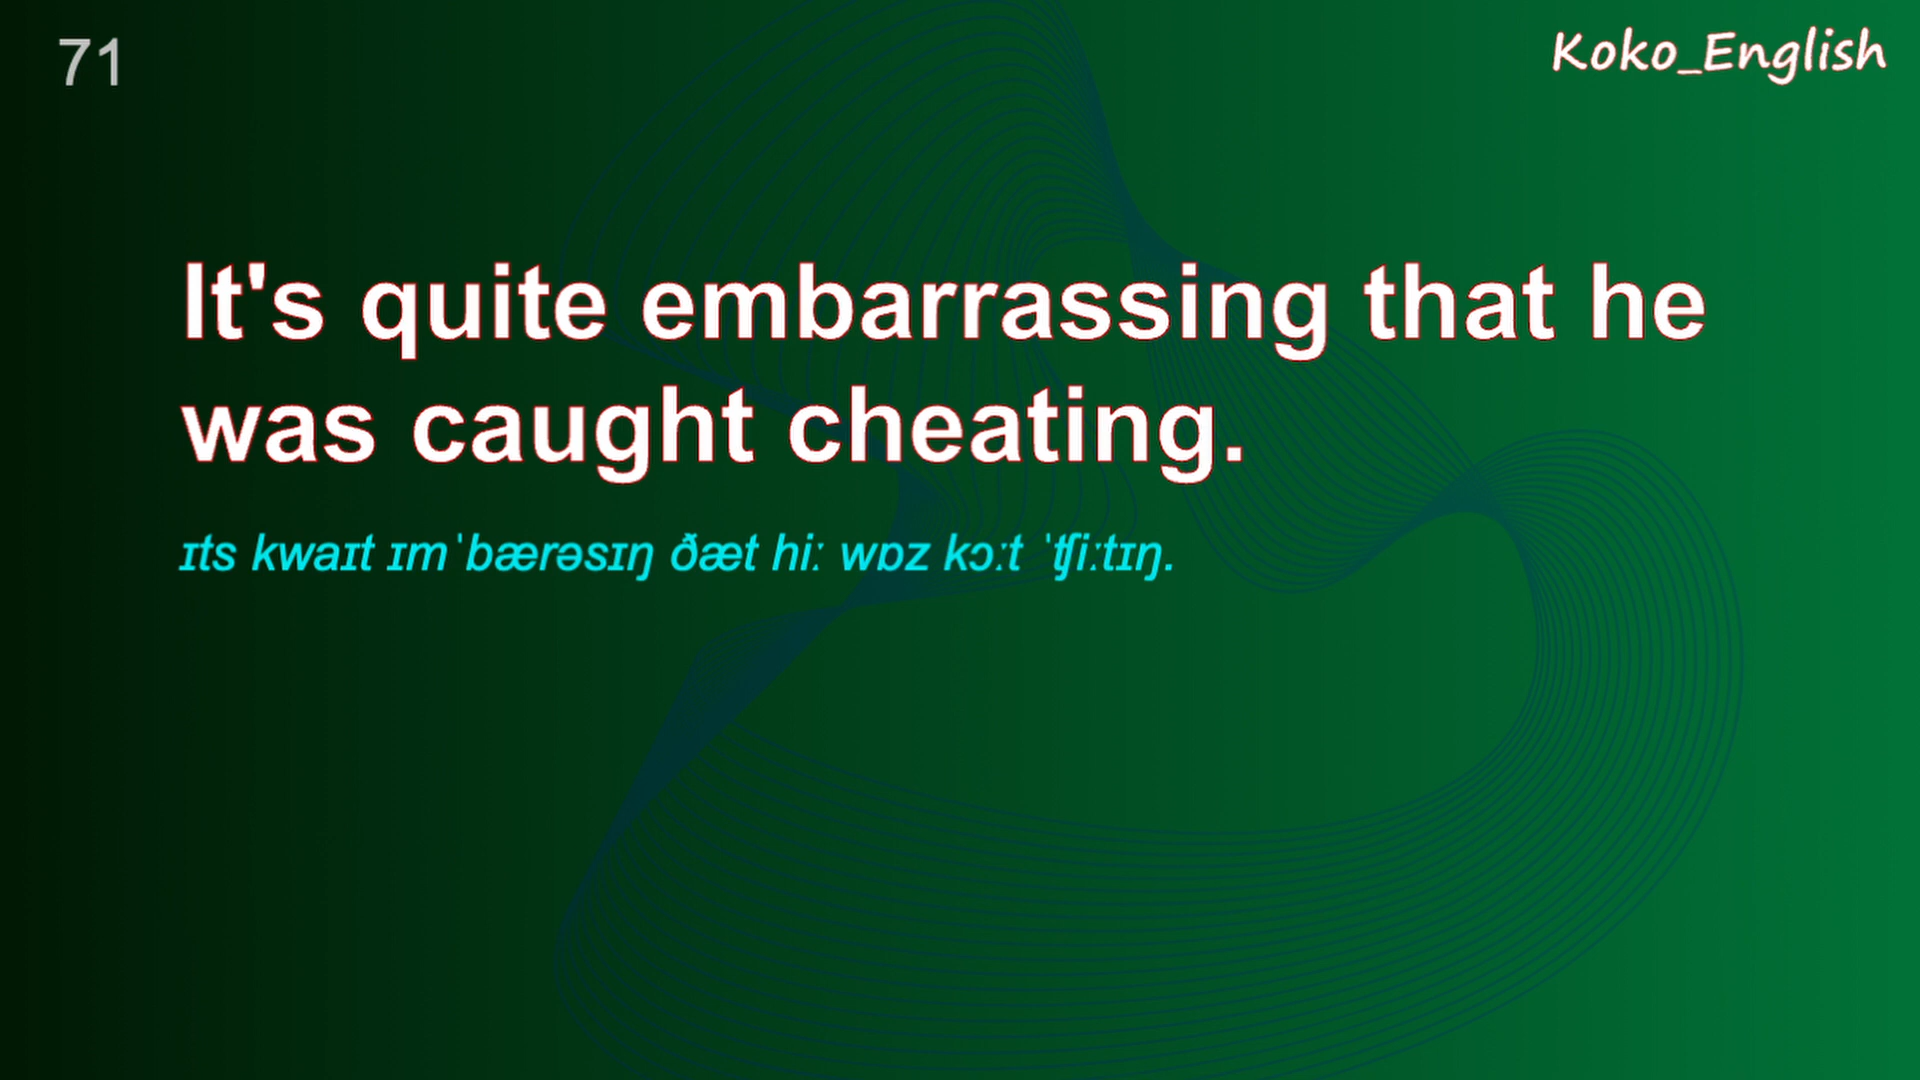 71
Koko_English
It's quite embarrassing that he
was caught cheating.
ɪts kwaɪt ɪmˈbærəsɪŋ ðæt hiː wɒz kɔːt ˈʧiːtɪŋ.